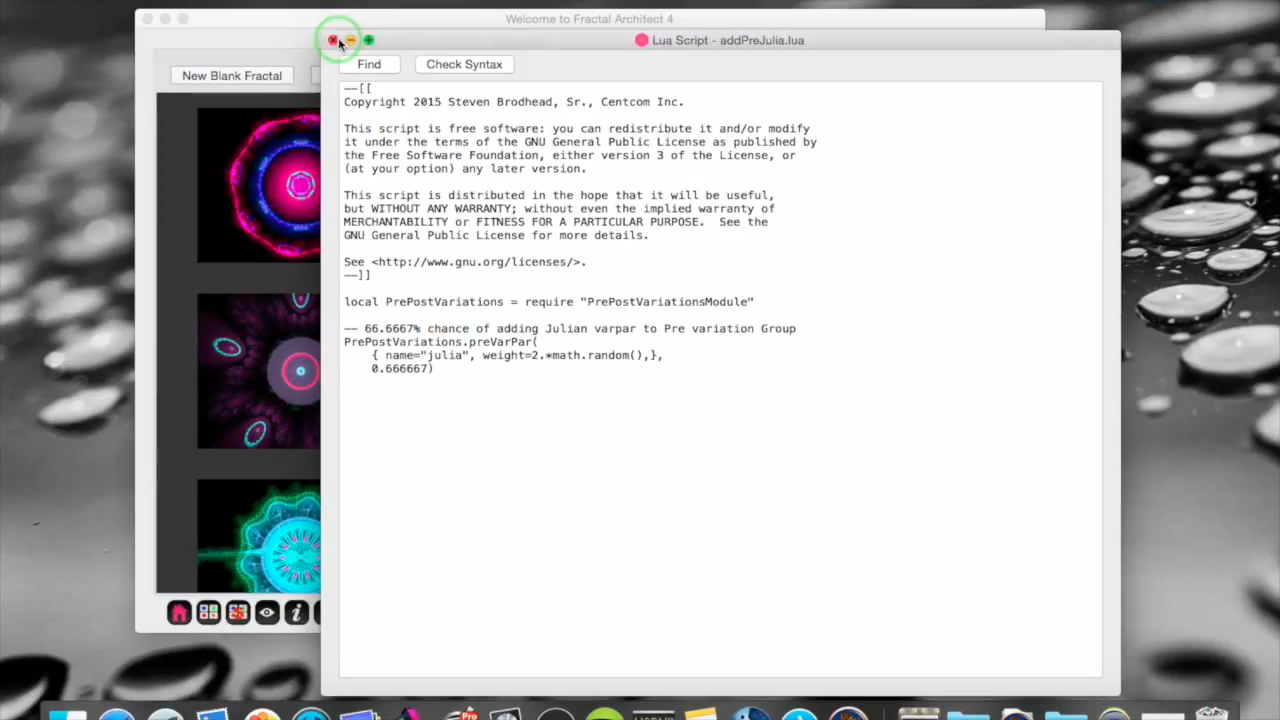 Welcome to Fractal Architect 4
Lua Script - addPreJulia.lua
Find
Check Syntax
New Blank Fractal
--[[
Copyright 2015 Steven Brodhead, Sr., Centcom Inc.
This script is free software: you can redistribute it and/or modify
it under the terms of the GNU General Public License as published by
the Free Software Foundation, either version 3 of the License, or
(at your option) any later version.
This script is distributed in the hope that it will be useful,
but WITHOUT ANY WARRANTY; without even the implied warranty of
MERCHANTABILITY or FITNESS FOR A PARTICULAR PURPOSE.  See the
GNU General Public License for more details.
See <http://www.gnu.org/licenses/>.
--]]
local PrePostVariations = require "PrePostVariationsModule"
-- 66.6667% chance of adding Julian varpar to Pre variation Group
PrePostVariations.preVarPar(
{ name="julia", weight=2.*math.random(),},
0.666667)
Pro